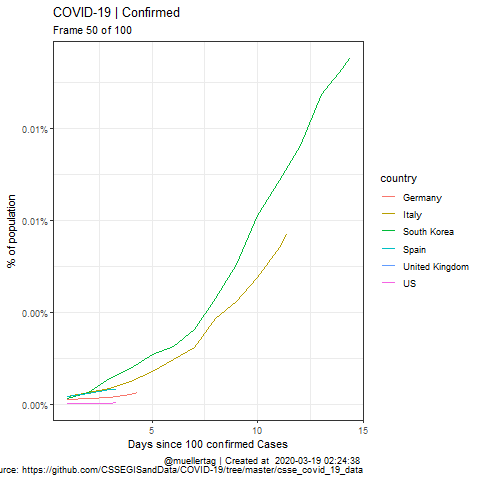 COVID-19 | Confirmed
Frame 50 of 100
0.01%
0.01%
0.00%
0.00%
% of population
5
10
15
Days since 100 confirmed Cases
country
Germany
Italy
South Korea
Spain
United Kingdom
US
@muellertag | Created at 2020-03-19 02:24:38
urce: https://github.com/CSSEGISandData/COVID-19/tree/master/csse_covid_19_data